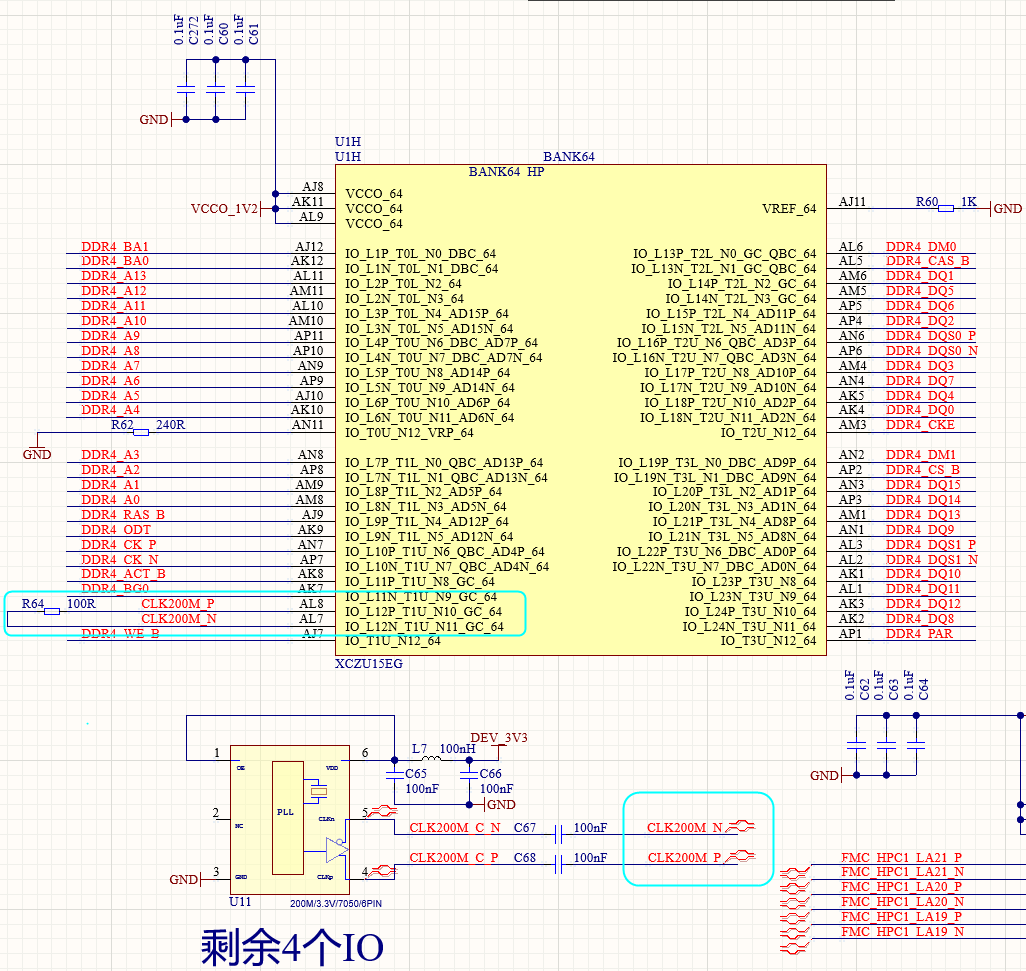 0.1uF
C272
0.1uF
C60
0.1uF
C61
GND
U1H
U1H
BANK64
BANK64 HP
VCCO_1V2
AJ8 VCCO_64
AK11 VCCO_64
AL9 VCCO_64
VREF_64 AJ11 R60 1K GND
DDR4_BA1 AJ12 IO_L1P_T0L_N0_DBC_64
DDR4_BA0 AK12 IO_L1N_T0L_N1_DBC_64
DDR4_A13 AL11 IO_L2P_T0L_N2_64
DDR4_A12 AM11 IO_L2N_T0L_N3_64
DDR4_A11 AL10 IO_L3P_T0L_N4_AD15P_64
DDR4_A10 AM10 IO_L3N_T0L_N5_AD15N_64
DDR4_A9 AP11 IO_L4P_T0U_N6_DBC_AD7P_64
DDR4_A8 AP10 IO_L4N_T0U_N7_DBC_AD7N_64
DDR4_A7 AN9 IO_L5P_T0U_N8_AD14P_64
DDR4_A6 AP9 IO_L5N_T0U_N9_AD14N_64
DDR4_A5 AJ10 IO_L6P_T0U_N10_AD6P_64
DDR4_A4 AK10 IO_L6N_T0U_N11_AD6N_64
R62 240R AN11 IO_T0U_N12_VRP_64
GND
DDR4_A3 AN8 IO_L7P_T1L_N0_QBC_AD13P_64
DDR4_A2 AP8 IO_L7N_T1L_N1_QBC_AD13N_64
DDR4_A1 AM9 IO_L8P_T1L_N2_AD5P_64
DDR4_A0 AM8 IO_L8N_T1L_N3_AD5N_64
DDR4_RAS_B AJ9 IO_L9P_T1L_N4_AD12P_64
DDR4_ODT AK9 IO_L9N_T1L_N5_AD12N_64
DDR4_CK_P AN7 IO_L10P_T1U_N6_QBC_AD4P_64
DDR4_CK_N AP7 IO_L10N_T1U_N7_QBC_AD4N_64
DDR4_ACT_B AK8 IO_L11P_T1U_N8_GC_64
DDR4_BG0 AK7 IO_L11N_T1U_N9_GC_64
R64 100R CLK200M_P AL8 IO_L12P_T1U_N10_GC_64
CLK200M_N AL7 IO_L12N_T1U_N11_GC_64
DDR4_WE_B AJ7 IO_T1U_N12_64
IO_L13P_T2L_N0_GC_QBC_64 AL6 DDR4_DM0
IO_L13N_T2L_N1_GC_QBC_64 AL5 DDR4_CAS_B
IO_L14P_T2L_N2_GC_64 AM6 DDR4_DQ1
IO_L14N_T2L_N3_GC_64 AM5 DDR4_DQ5
IO_L15P_T2L_N4_AD11P_64 AP5 DDR4_DQ6
IO_L15N_T2L_N5_AD11N_64 AP4 DDR4_DQ2
IO_L16P_T2U_N6_QBC_AD3P_64 AN6 DDR4_DQS0_P
IO_L16N_T2U_N7_QBC_AD3N_64 AP6 DDR4_DQS0_N
IO_L17P_T2U_N8_AD10P_64 AM4 DDR4_DQ3
IO_L17N_T2U_N9_AD10N_64 AN4 DDR4_DQ7
IO_L18P_T2U_N10_AD2P_64 AK5 DDR4_DQ4
IO_L18N_T2U_N11_AD2N_64 AK4 DDR4_DQ0
IO_T2U_N12_64 AM3 DDR4_CKE
IO_L19P_T3L_N0_DBC_AD9P_64 AN2 DDR4_DM1
IO_L19N_T3L_N1_DBC_AD9N_64 AP2 DDR4_CS_B
IO_L20P_T3L_N2_AD1P_64 AN3 DDR4_DQ15
IO_L20N_T3L_N3_AD1N_64 AP3 DDR4_DQ14
IO_L21P_T3L_N4_AD8P_64 AM1 DDR4_DQ13
IO_L21N_T3L_N5_AD8N_64 AN1 DDR4_DQ9
IO_L22P_T3U_N6_DBC_AD0P_64 AL3 DDR4_DQS1_P
IO_L22N_T3U_N7_DBC_AD0N_64 AL2 DDR4_DQS1_N
IO_L23P_T3U_N8_64 AK1 DDR4_DQ10
IO_L23N_T3U_N9_64 AL1 DDR4_DQ11
IO_L24P_T3U_N10_64 AK3 DDR4_DQ12
IO_L24N_T3U_N11_64 AK2 DDR4_DQ8
IO_T3U_N12_64 AP1 DDR4_PAR
XCZU15EG
0.1uF
C62
0.1uF
C63
0.1uF
C64
GND
DEV_3V3
L7 100nH
1 OE VDD 6
C65
100nF
C66
100nF
GND
2 NC PLL CLKn 5
CLK200M_C_N C67 100nF CLK200M_N
CLK200M_C_P C68 100nF CLK200M_P
GND 3 GND CLKp 4
U11
200M/3.3V/7050/6PIN
FMC_HPC1_LA21_P
FMC_HPC1_LA21_N
FMC_HPC1_LA20_P
FMC_HPC1_LA20_N
FMC_HPC1_LA19_P
FMC_HPC1_LA19_N
剩余4个IO